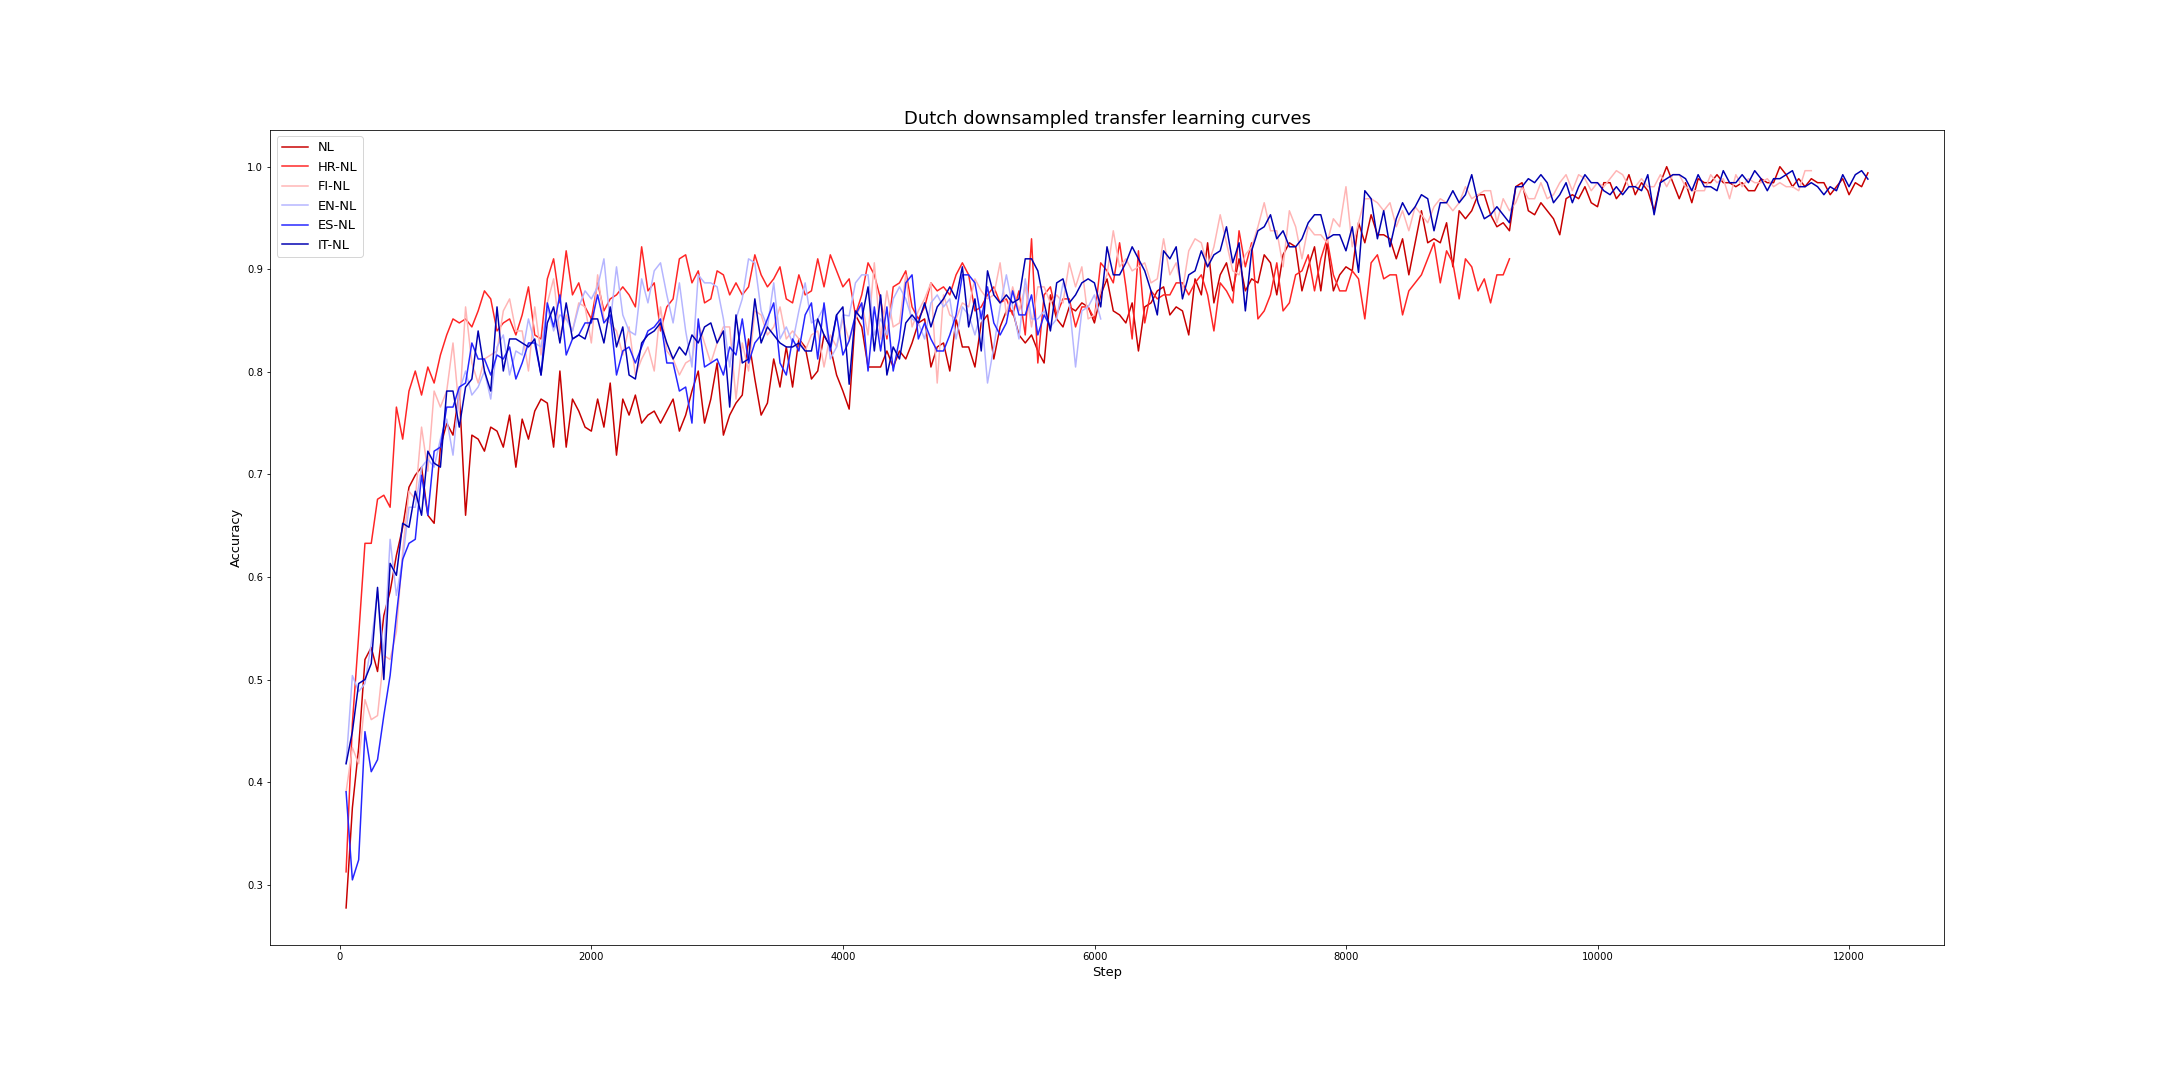 Dutch downsampled transfer learning curves
NL
HR-NL
FI-NL
EN-NL
ES-NL
IT-NL
1.0
0.9
0.8
0.7
0.6
0.5
0.4
0.3
Accuracy
0
2000
4000
6000
8000
10000
12000
Step